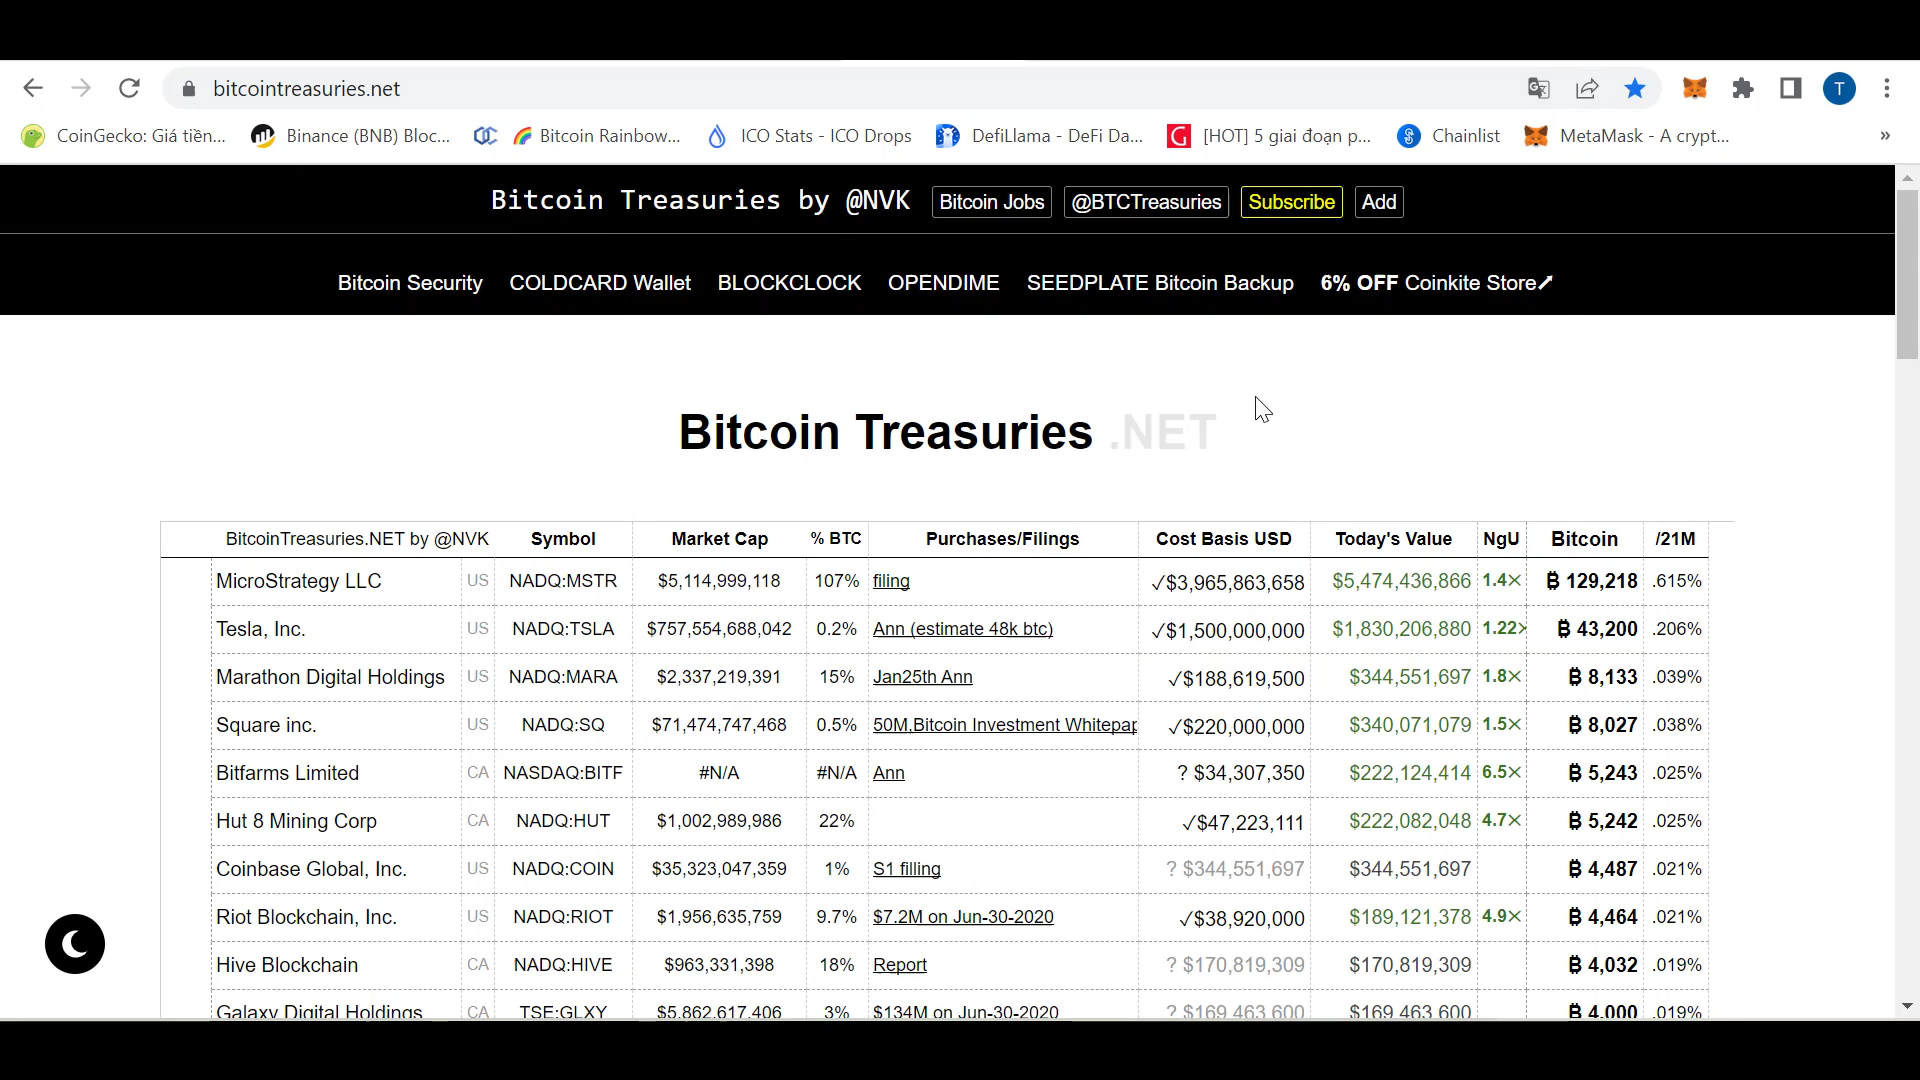 bitcointreasuries.net
T
CoinGecko: Giá tiền... Binance (BNB) Bloc... Bitcoin Rainbow... ICO Stats - ICO Drops DefiLlama - DeFi Da... [HOT] 5 giai đoạn p... Chainlist MetaMask - A crypt... »
Bitcoin Treasuries by @NVK Bitcoin Jobs @BTCTreasuries Subscribe Add
Bitcoin Security COLDCARD Wallet BLOCKCLOCK OPENDIME SEEDPLATE Bitcoin Backup 6% OFF Coinkite Store
Bitcoin Treasuries .NET
BitcoinTreasuries.NET by @NVK Symbol Market Cap % BTC Purchases/Filings Cost Basis USD Today's Value NgU Bitcoin /21M
MicroStrategy LLC US NADQ:MSTR $5,114,999,118 107% filing ✓$3,965,863,658 $5,474,436,866 1.4× ₿ 129,218 .615%
Tesla, Inc. US NADQ:TSLA $757,554,688,042 0.2% Ann (estimate 48k btc) ✓$1,500,000,000 $1,830,206,880 1.22× ₿ 43,200 .206%
Marathon Digital Holdings US NADQ:MARA $2,337,219,391 15% Jan25th Ann ✓$188,619,500 $344,551,697 1.8× ₿ 8,133 .039%
Square inc. US NADQ:SQ $71,474,747,468 0.5% 50M,Bitcoin Investment Whitepap ✓$220,000,000 $340,071,079 1.5× ₿ 8,027 .038%
Bitfarms Limited CA NASDAQ:BITF #N/A #N/A Ann ? $34,307,350 $222,124,414 6.5× ₿ 5,243 .025%
Hut 8 Mining Corp CA NADQ:HUT $1,002,989,986 22% ✓$47,223,111 $222,082,048 4.7× ₿ 5,242 .025%
Coinbase Global, Inc. US NADQ:COIN $35,323,047,359 1% S1 filling ? $344,551,697 $344,551,697 ₿ 4,487 .021%
Riot Blockchain, Inc. US NADQ:RIOT $1,956,635,759 9.7% $7.2M on Jun-30-2020 ✓$38,920,000 $189,121,378 4.9× ₿ 4,464 .021%
Hive Blockchain CA NADQ:HIVE $963,331,398 18% Report ? $170,819,309 $170,819,309 ₿ 4,032 .019%
Galaxy Digital Holdings CA TSE:GLXY $5,862,617,406 3% $134M on Jun-30-2020 ? $169,463,600 $169,463,600 ₿ 4,000 .019%